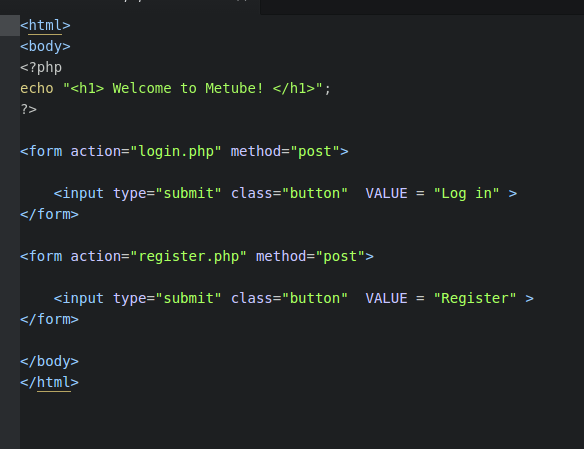 <html>
<body>
<?php
echo "<h1> Welcome to Metube! </h1>";
?>
<form action="login.php" method="post">
<input type="submit" class="button"  VALUE = "Log in" >
</form>
<form action="register.php" method="post">
<input type="submit" class="button"  VALUE = "Register" >
</form>
</body>
</html>